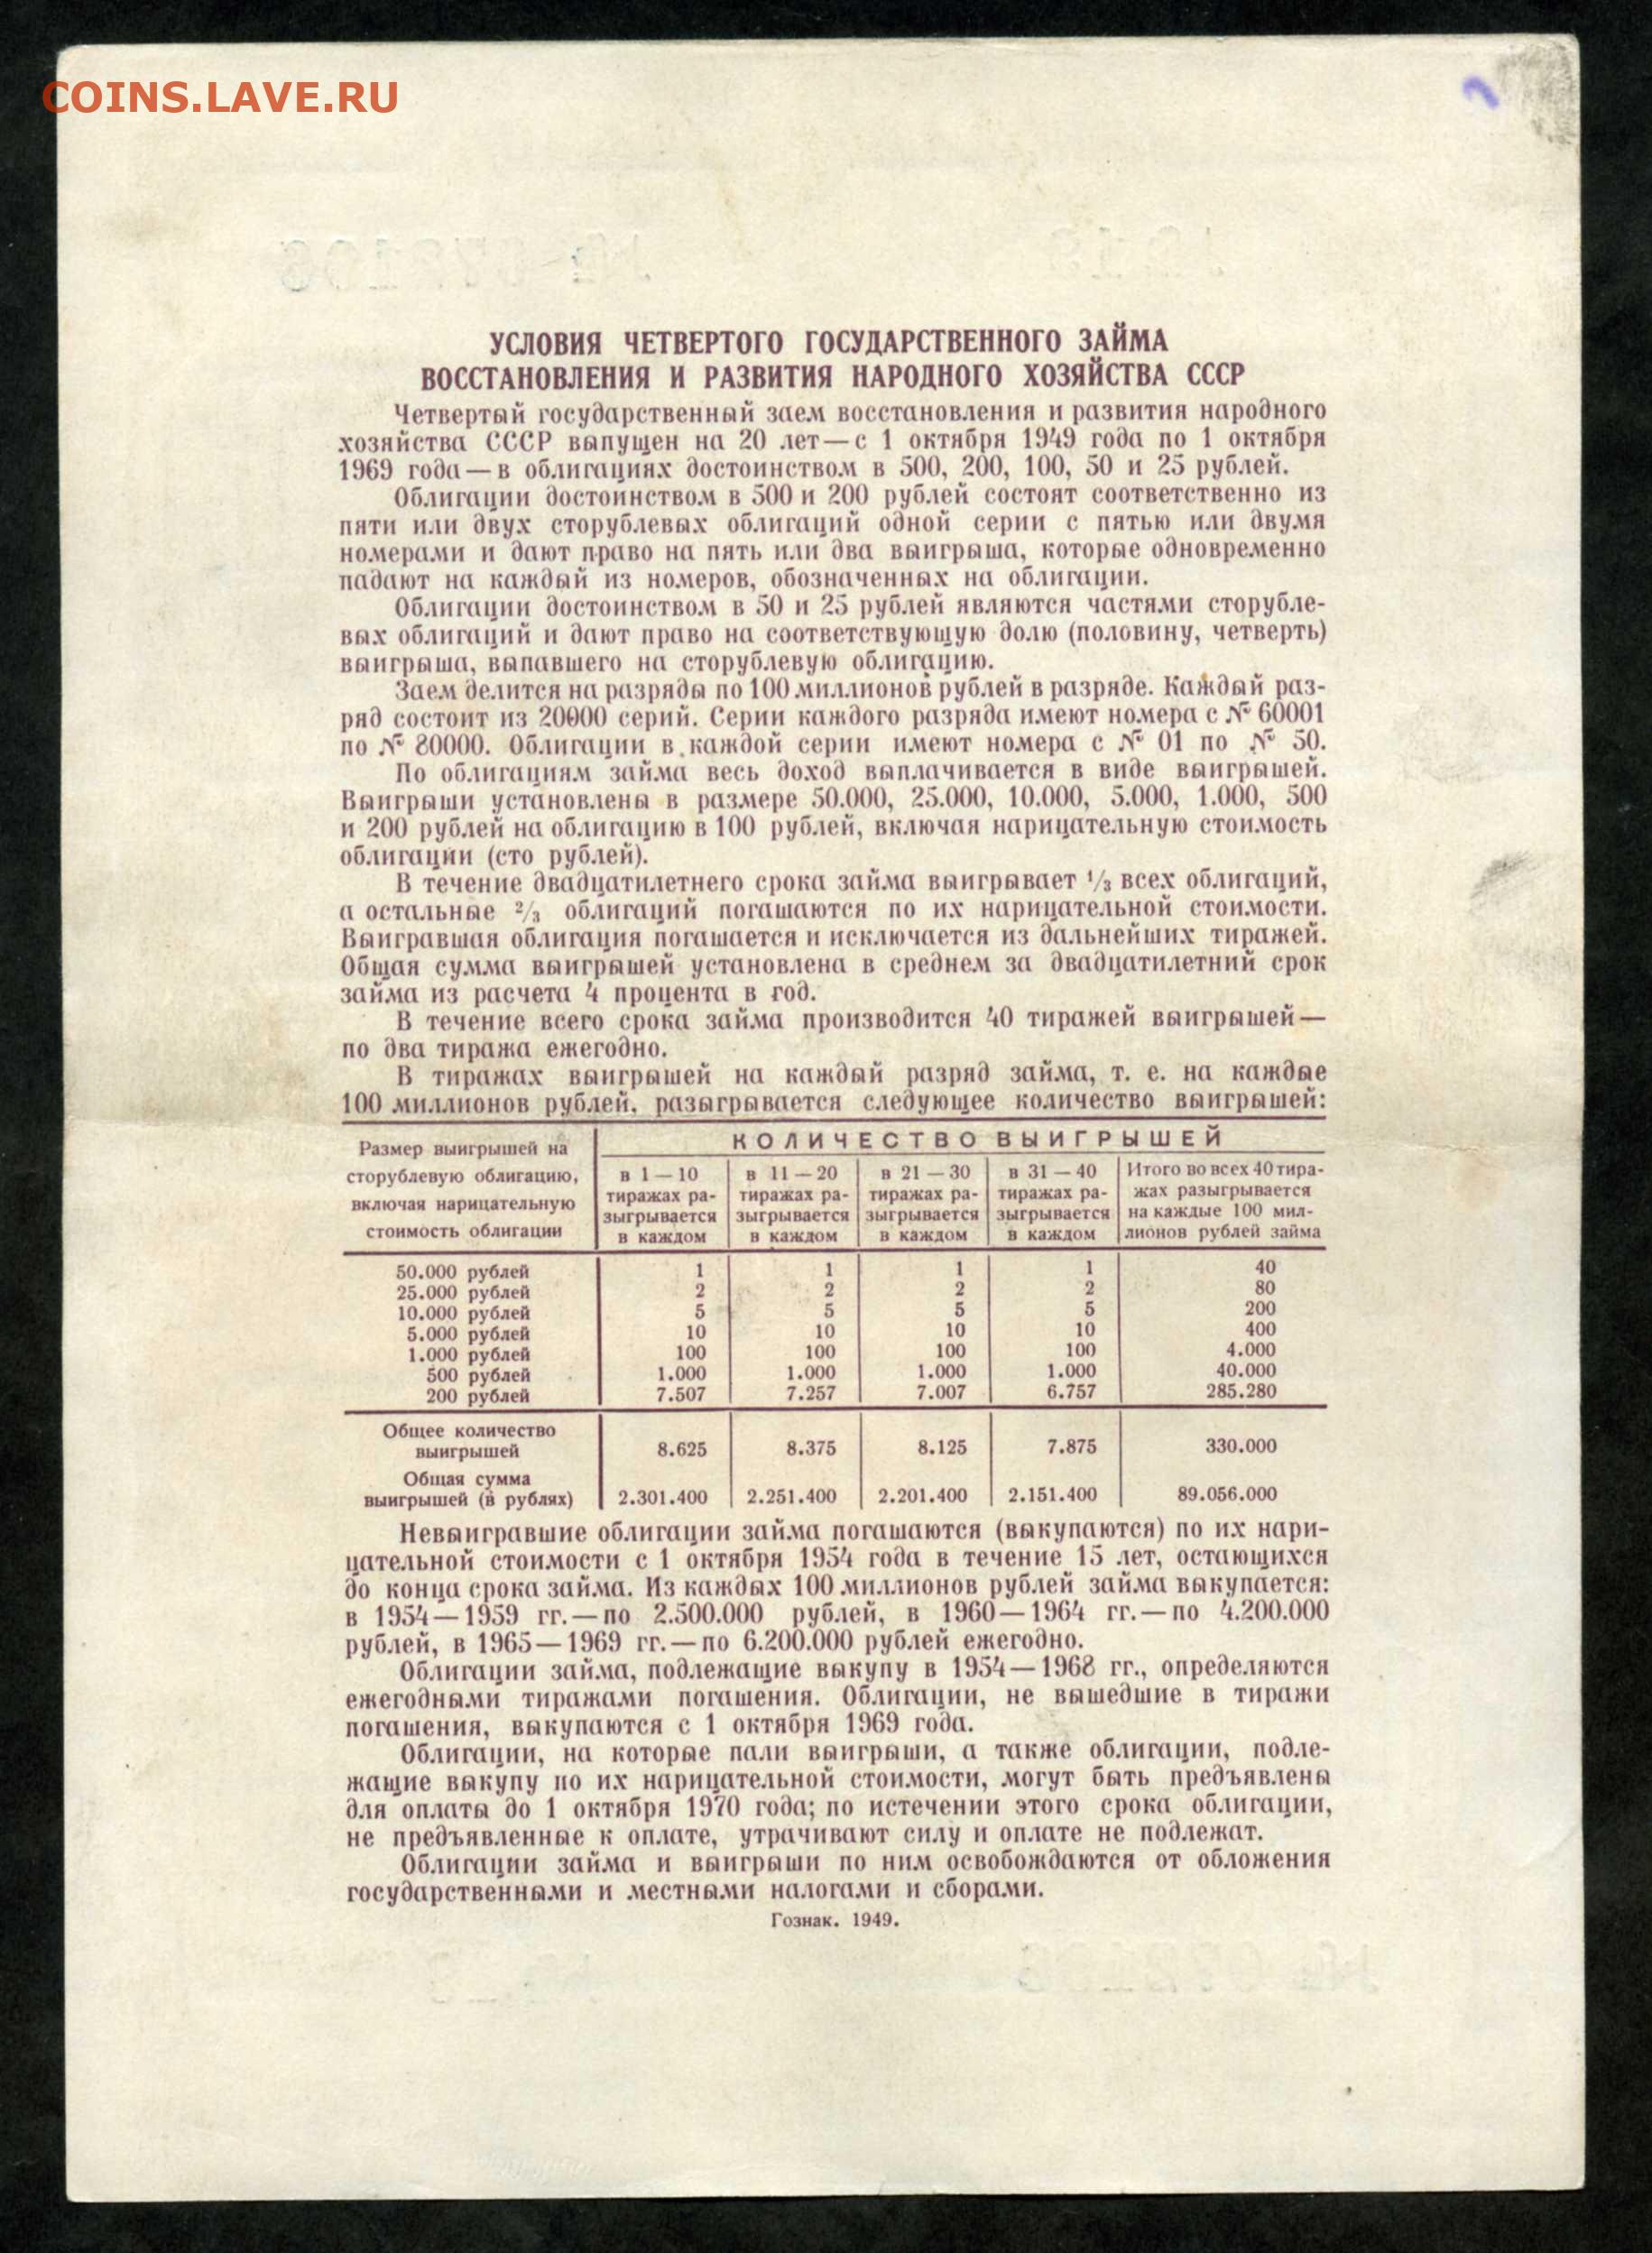 COINS.LAVE.RU
УСЛОВИЯ ЧЕТВЕРТОГО ГОСУДАРСТВЕННОГО ЗАЙМА
ВОССТАНОВЛЕНИЯ И РАЗВИТИЯ НАРОДНОГО ХОЗЯЙСТВА СССР
Четвертый государственный заем восстановления и развития народного
хозяйства СССР выпущен на 20 лет — с 1 октября 1949 года по 1 октября
1969 года — в облигациях достоинством в 500, 200, 100, 50 и 25 рублей.
Облигации достоинством в 500 и 200 рублей состоят соответственно из
пяти или двух сторублевых облигаций одной серии с пятью или двумя
номерами и дают право на пять или два выигрыша, которые одновременно
падают на каждый из номеров, обозначенных на облигации.
Облигации достоинством в 50 и 25 рублей являются частями сторубле-
вых облигаций и дают право на соответствующую долю (половину, четверть)
выигрыша, выпавшего на сторублевую облигацию.
Заем делится на разряды по 100 миллионов рублей в разряде. Каждый раз-
ряд состоит из 20000 серий. Серии каждого разряда имеют номера с № 60001
по № 80000. Облигации в каждой серии имеют номера с № 01 по № 50.
По облигациям займа весь доход выплачивается в виде выигрышей.
Выигрыши установлены в размере 50.000, 25.000, 10.000, 5.000, 1.000, 500
и 200 рублей на облигацию в 100 рублей, включая нарицательную стоимость
облигации (сто рублей).
В течение двадцатилетнего срока займа выигрывает 1/3 всех облигаций,
а остальные 2/3 облигаций погашаются по их нарицательной стоимости.
Выигравшая облигация погашается и исключается из дальнейших тиражей.
Общая сумма выигрышей установлена в среднем за двадцатилетний срок
займа из расчета 4 процента в год.
В течение всего срока займа производится 40 тиражей выигрышей —
по два тиража ежегодно.
В тиражах выигрышей на каждый разряд займа, т. е. на каждые
100 миллионов рублей, разыгрывается следующее количество выигрышей:
Размер выигрышей на
сторублевую облигацию,
включая нарицательную
стоимость облигации
КОЛИЧЕСТВО ВЫИГРЫШЕЙ
в 1 — 10
тиражах ра-
зыгрывается
в каждом
в 11 — 20
тиражах ра-
зыгрывается
в каждом
в 21 — 30
тиражах ра-
зыгрывается
в каждом
в 31 — 40
тиражах ра-
зыгрывается
в каждом
Итого во всех 40 тира-
жах разыгрывается
на каждые 100 мил-
лионов рублей займа
50.000 рублей 1 1 1 1 40
25.000 рублей 2 2 2 2 80
10.000 рублей 5 5 5 5 200
5.000 рублей 10 10 10 10 400
1.000 рублей 100 100 100 100 4.000
500 рублей 1.000 1.000 1.000 1.000 40.000
200 рублей 7.507 7.257 7.007 6.757 285.280
Общее количество
выигрышей 8.625 8.375 8.125 7.875 330.000
Общая сумма
выигрышей (в рублях) 2.301.400 2.251.400 2.201.400 2.151.400 89.056.000
Невыигравшие облигации займа погашаются (выкупаются) по их нари-
цательной стоимости с 1 октября 1954 года в течение 15 лет, остающихся
до конца срока займа. Из каждых 100 миллионов рублей займа выкупается:
в 1954 — 1959 гг. — по 2.500.000 рублей, в 1960 — 1964 гг. — по 4.200.000
рублей, в 1965 — 1969 гг. — по 6.200.000 рублей ежегодно.
Облигации займа, подлежащие выкупу в 1954 — 1968 гг., определяются
ежегодными тиражами погашения. Облигации, не вышедшие в тиражи
погашения, выкупаются с 1 октября 1969 года.
Облигации, на которые пали выигрыши, а также облигации, подле-
жащие выкупу по их нарицательной стоимости, могут быть предъявлены
для оплаты до 1 октября 1970 года; по истечении этого срока облигации,
не предъявленные к оплате, утрачивают силу и оплате не подлежат.
Облигации займа и выигрыши по ним освобождаются от обложения
государственными и местными налогами и сборами.
Гознак. 1949.